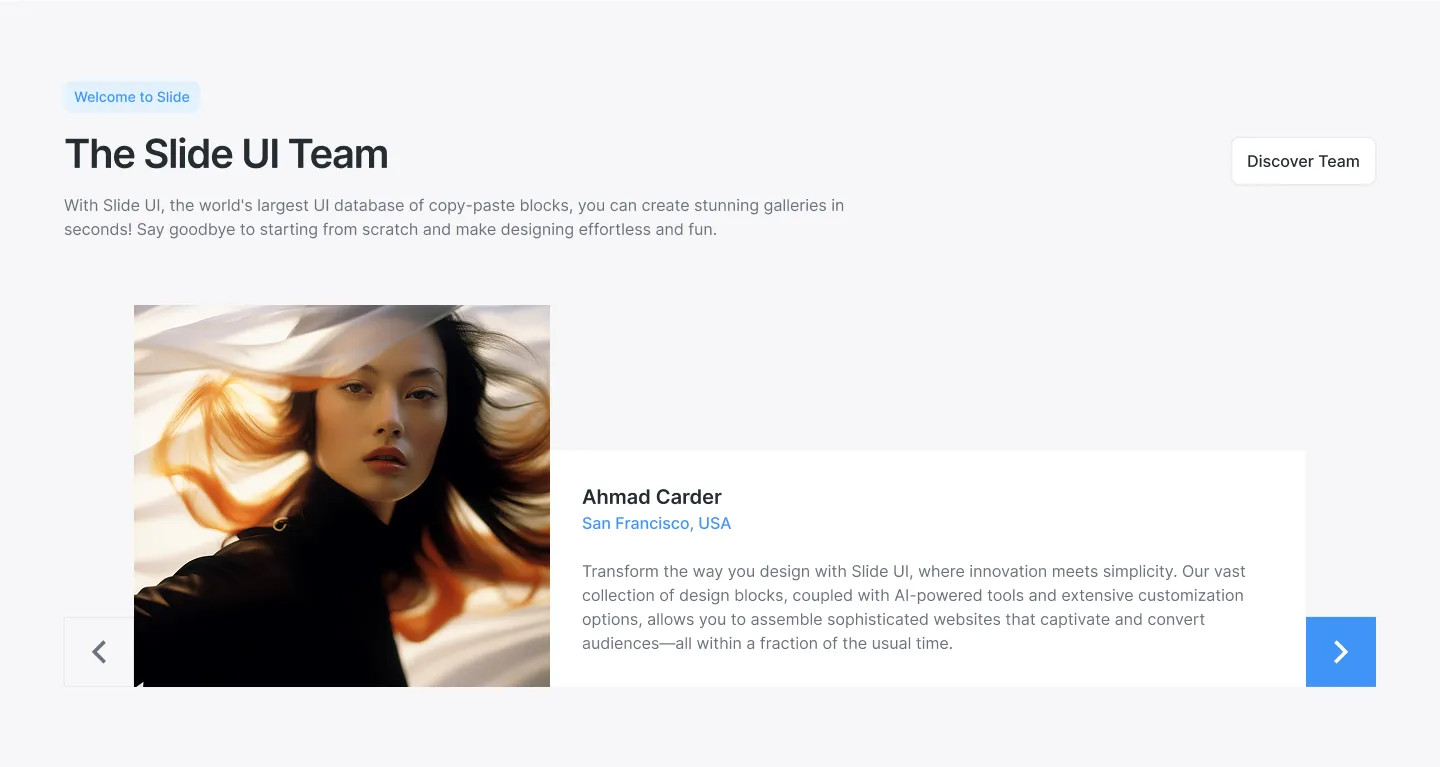 Welcome to Slide
The Slide UI Team
Discover Team
With Slide UI, the world's largest UI database of copy-paste blocks, you can create stunning galleries in
seconds! Say goodbye to starting from scratch and make designing effortless and fun.
Ahmad Carder
San Francisco, USA
Transform the way you design with Slide UI, where innovation meets simplicity. Our vast
collection of design blocks, coupled with AI-powered tools and extensive customization
options, allows you to assemble sophisticated websites that captivate and convert
audiences—all within a fraction of the usual time.